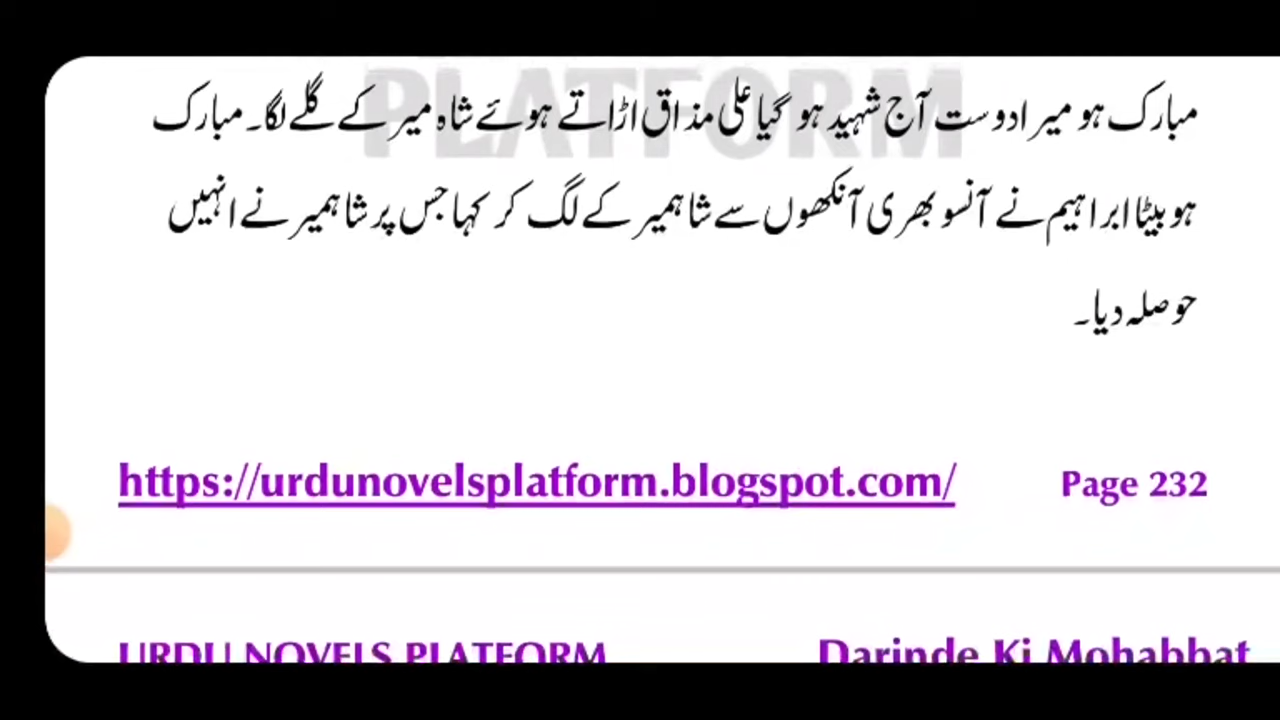 PLATFORM
مبارک ہو میرا دوست آج شہید ہو گیا علی مذاق اڑاتے ہوئے شاہ میر کے گلے لگا۔ مبارک
ہو بیٹا ابراہیم نے آنسو بھری آنکھوں سے شاہمیر کے لگ کر کہا جس پر شاہمیر نے انہیں
حوصلہ دیا۔
https://urdunovelsplatform.blogspot.com/ Page 232
URDU NOVELS PLATFORM Darinde Ki Mohabbat